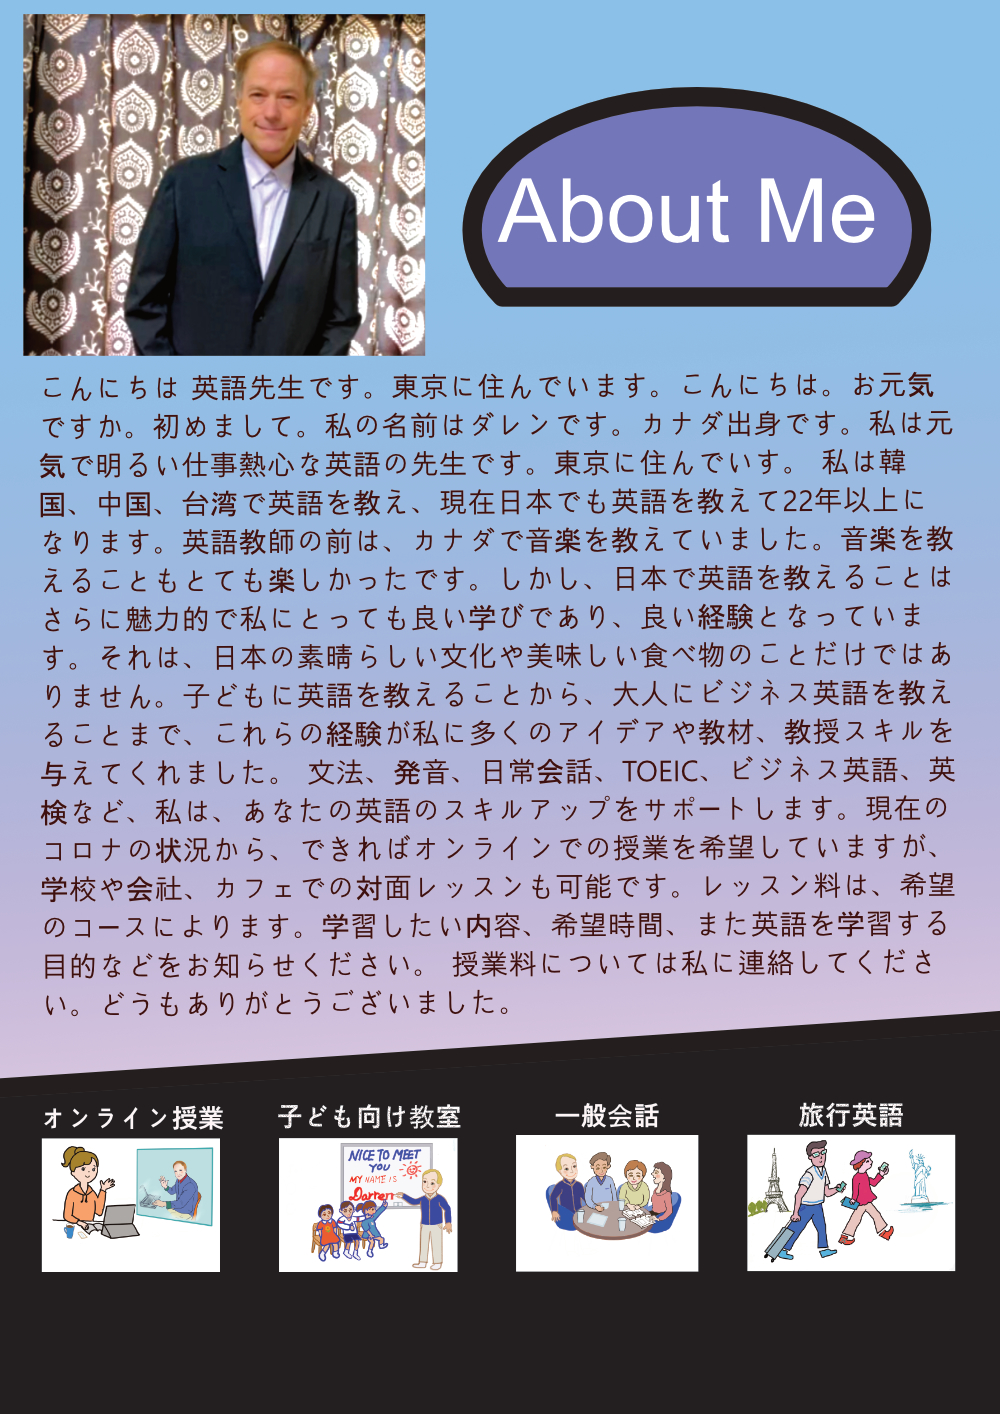 About Me
こんにちは 英語先生です。東京に住んでいます。こんにちは。お元気
ですか。初めまして。私の名前はダレンです。カナダ出身です。私は元
気で明るい仕事熱心な英語の先生です。東京に住んでいす。 私は韓
国、中国、台湾で英語を教え、現在日本でも英語を教えて22年以上に
なります。英語教師の前は、カナダで音楽を教えていました。音楽を教
えることもとても楽しかったです。しかし、日本で英語を教えることは
さらに魅力的で私にとっても良い学びであり、良い経験となっていま
す。それは、日本の素晴らしい文化や美味しい食べ物のことだけではあ
りません。子どもに英語を教えることから、大人にビジネス英語を教え
ることまで、これらの経験が私に多くのアイデアや教材、教授スキルを
与えてくれました。 文法、発音、日常会話、TOEIC、ビジネス英語、英
検など、私は、あなたの英語のスキルアップをサポートします。現在の
コロナの状況から、できればオンラインでの授業を希望していますが、
学校や会社、カフェでの対面レッスンも可能です。レッスン料は、希望
のコースによります。学習したい内容、希望時間、また英語を学習する
目的などをお知らせください。 授業料については私に連絡してくださ
い。どうもありがとうございました。
オンライン授業
子ども向け教室
一般会話
旅行英語
NICE TO MEET
YOU
MY NAME IS
Darren